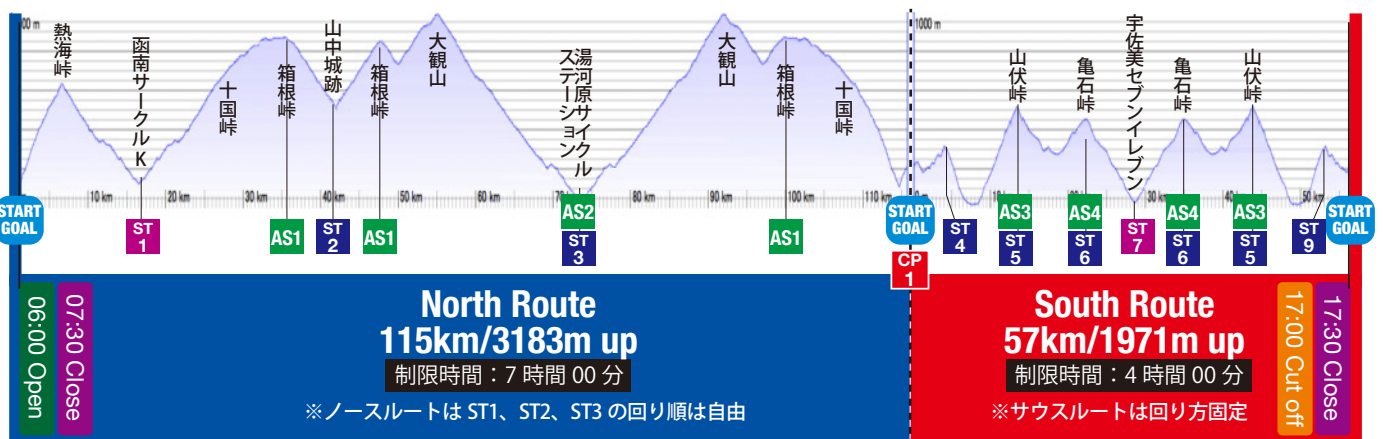 00 m
熱海峠
函南サークルK
十国峠
箱根峠
山中城跡
箱根峠
大観山
湯河原サイクル
ステーション
大観山
箱根峠
十国峠
1000 m
山伏峠
亀石峠
宇佐美セブンイレブン
亀石峠
山伏峠
10 km
20 km
30 km
40 km
50 km
60 km
70
80 km
90 km
100 km
110 km
0 m
10 km
20
30 km
40 km
50 km
START
GOAL
ST
1
AS1
ST
2
AS1
AS2
ST
3
AS1
START
GOAL
CP
1
ST
4
AS3
ST
5
AS4
ST
6
ST
7
AS4
ST
6
AS3
ST
5
ST
9
START
GOAL
06:00 Open
07:30 Close
North Route
115km/3183m up
制限時間：7 時間 00 分
※ノースルートは ST1、ST2、ST3 の回り順は自由
South Route
57km/1971m up
制限時間：4 時間 00 分
※サウスルートは回り方固定
17:00 Cut off
17:30 Close